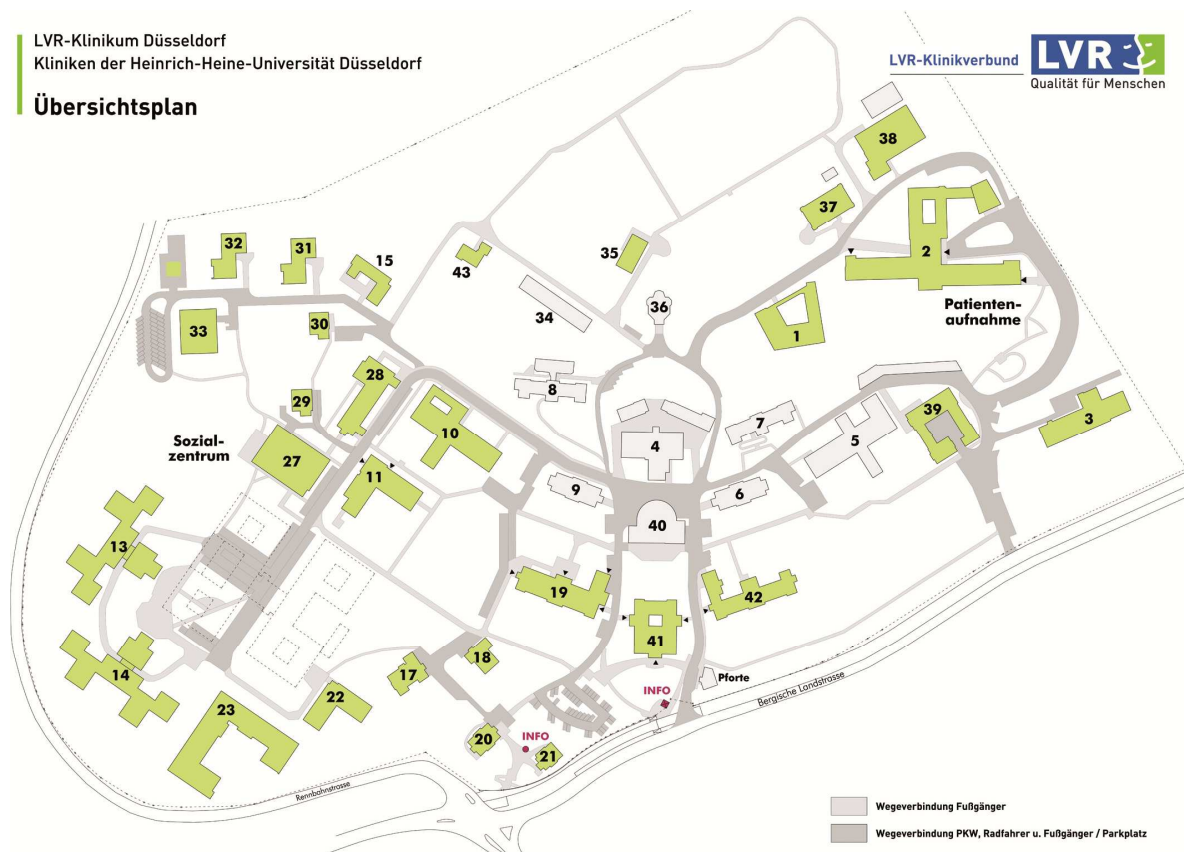 LVR-Klinikum Düsseldorf
Kliniken der Heinrich-Heine-Universität Düsseldorf
Übersichtsplan
LVR-Klinikverbund
LVR
Qualität für Menschen
38
37
2
32
31
15
43
35
Patienten-
aufnahme
36
34
33
30
1
8
28
29
7
39
3
10
4
5
Sozial-
zentrum
27
11
9
6
40
13
19
42
41
18
Pforte
14
17
22
INFO
Bergische Landstrasse
23
20
INFO
21
Rennbahnstrasse
Wegeverbindung Fußgänger
Wegeverbindung PKW, Radfahrer u. Fußgänger / Parkplatz